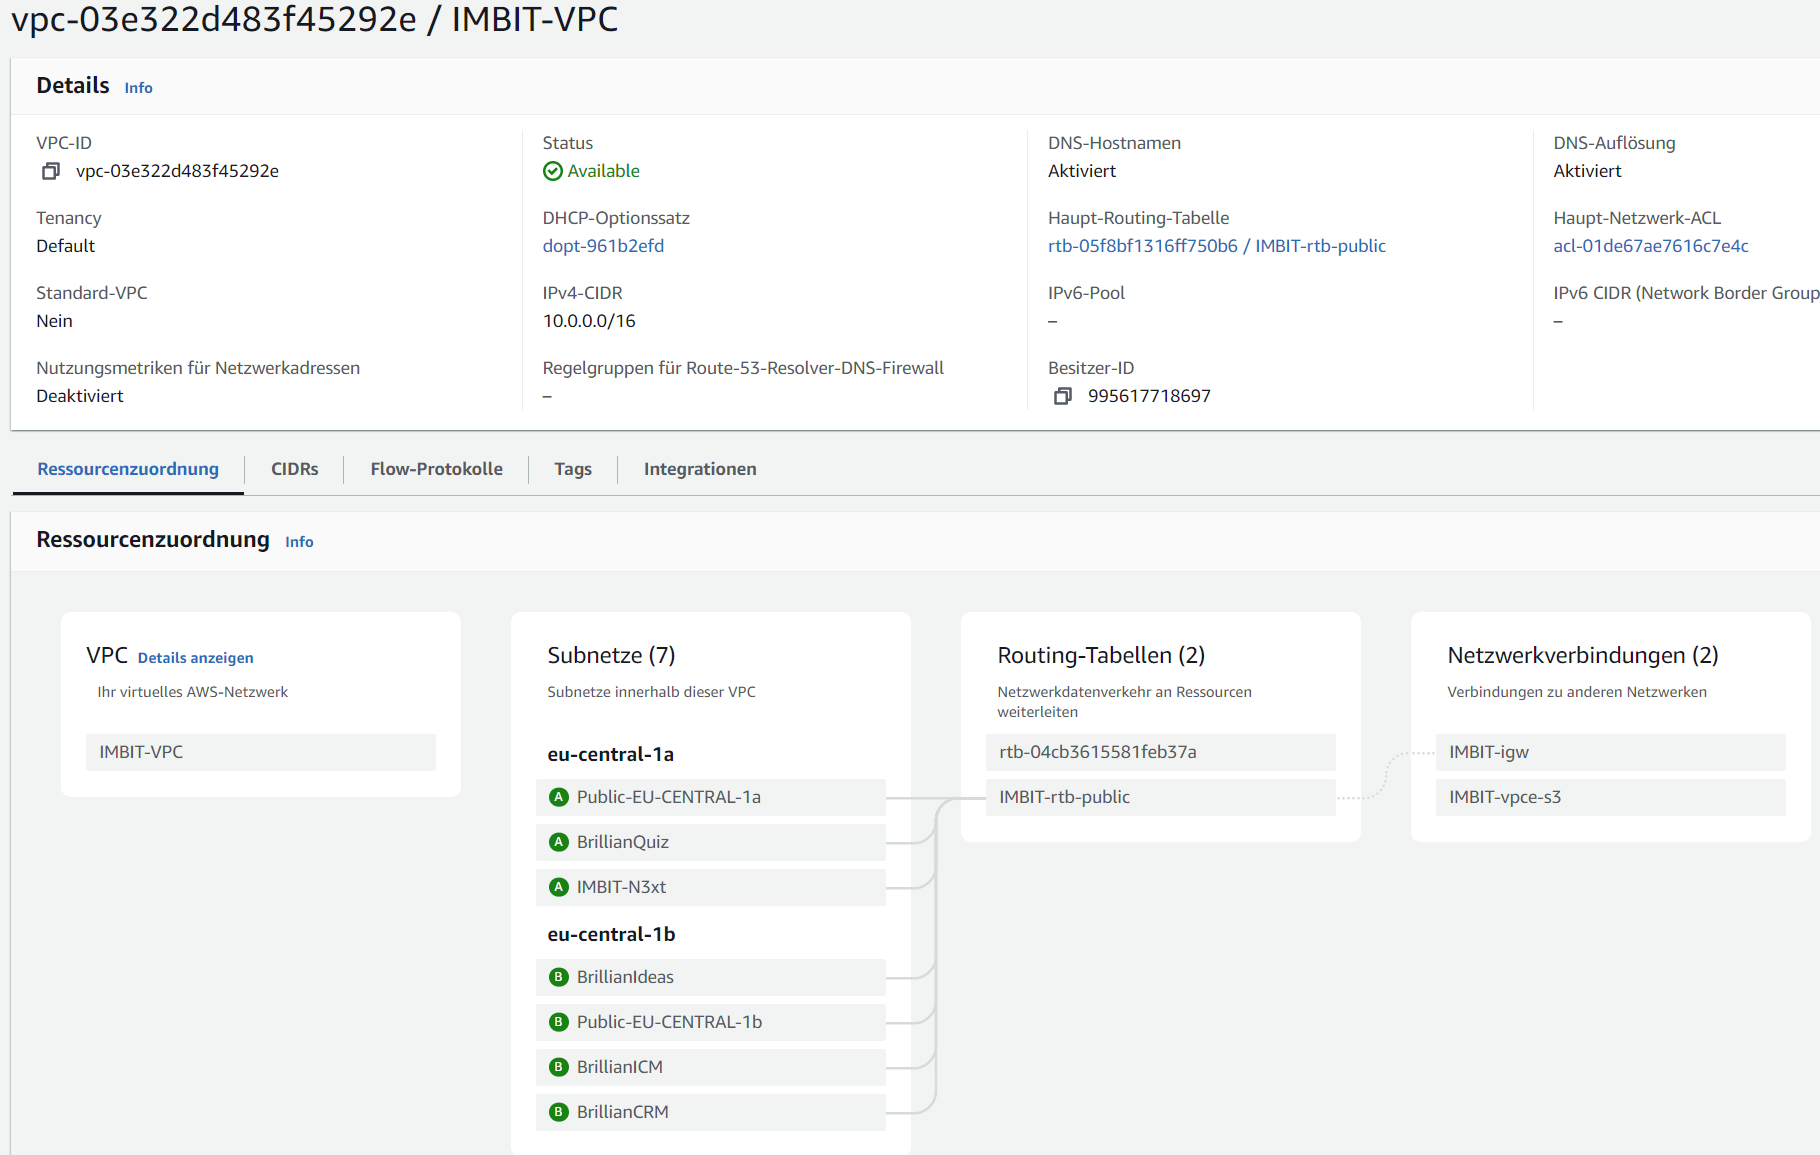 vpc-03e322d483f45292e / IMBIT-VPC
Details Info
VPC-ID
vpc-03e322d483f45292e
Status
Available
DNS-Hostnamen
Aktiviert
DNS-Auflösung
Aktiviert
Tenancy
Default
DHCP-Optionssatz
dopt-961b2efd
Haupt-Routing-Tabelle
rtb-05f8bf1316ff750b6 / IMBIT-rtb-public
Haupt-Netzwerk-ACL
acl-01de67ae7616c7e4c
Standard-VPC
Nein
IPv4-CIDR
10.0.0.0/16
IPv6-Pool
–
IPv6 CIDR (Network Border Group
–
Nutzungsmetriken für Netzwerkadressen
Deaktiviert
Regelgruppen für Route-53-Resolver-DNS-Firewall
–
Besitzer-ID
995617718697
Ressourcenzuordnung
CIDRs
Flow-Protokolle
Tags
Integrationen
Ressourcenzuordnung Info
VPC Details anzeigen
Ihr virtuelles AWS-Netzwerk
IMBIT-VPC
Subnetze (7)
Subnetze innerhalb dieser VPC
eu-central-1a
A Public-EU-CENTRAL-1a
A BrillianQuiz
A IMBIT-N3xt
eu-central-1b
B BrillianIdeas
B Public-EU-CENTRAL-1b
B BrillianICM
B BrillianCRM
Routing-Tabellen (2)
Netzwerkdatenverkehr an Ressourcen
weiterleiten
rtb-04cb3615581feb37a
IMBIT-rtb-public
Netzwerkverbindungen (2)
Verbindungen zu anderen Netzwerken
IMBIT-igw
IMBIT-vpce-s3